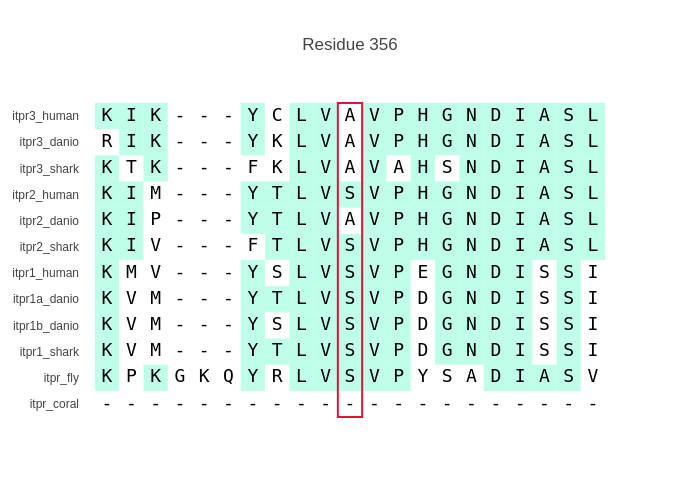 Residue 356
itpr3_human K I K - - - Y C L V A V P H G N D I A S L
itpr3_danio R I K - - - Y K L V A V P H G N D I A S L
itpr3_shark K T K - - - F K L V A V A H S N D I A S L
itpr2_human K I M - - - Y T L V S V P H G N D I A S L
itpr2_danio K I P - - - Y T L V A V P H G N D I A S L
itpr2_shark K I V - - - F T L V S V P H G N D I A S L
itpr1_human K M V - - - Y S L V S V P E G N D I S S I
itpr1a_danio K V M - - - Y T L V S V P D G N D I S S I
itpr1b_danio K V M - - - Y S L V S V P D G N D I S S I
itpr1_shark K V M - - - Y T L V S V P D G N D I S S I
itpr_fly K P K G K Q Y R L V S V P Y S A D I A S V
itpr_coral - - - - - - - - - - - - - - - - - - - - -